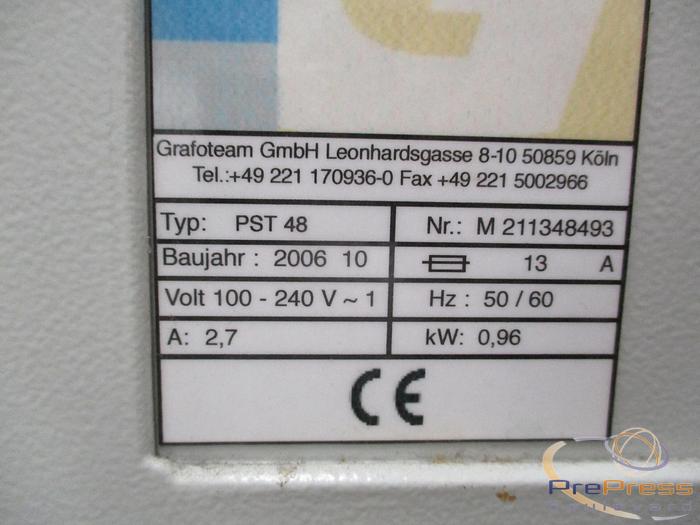 Grafoteam GmbH Leonhardsgasse 8-10 50859 Köln
Tel.:+49 221 170936-0 Fax +49 221 5002966
Typ: PST 48 Nr.: M 211348493
Baujahr : 2006 10 13 A
Volt 100 - 240 V ~ 1 Hz : 50 / 60
A: 2,7 kW: 0,96
CE
PrePress